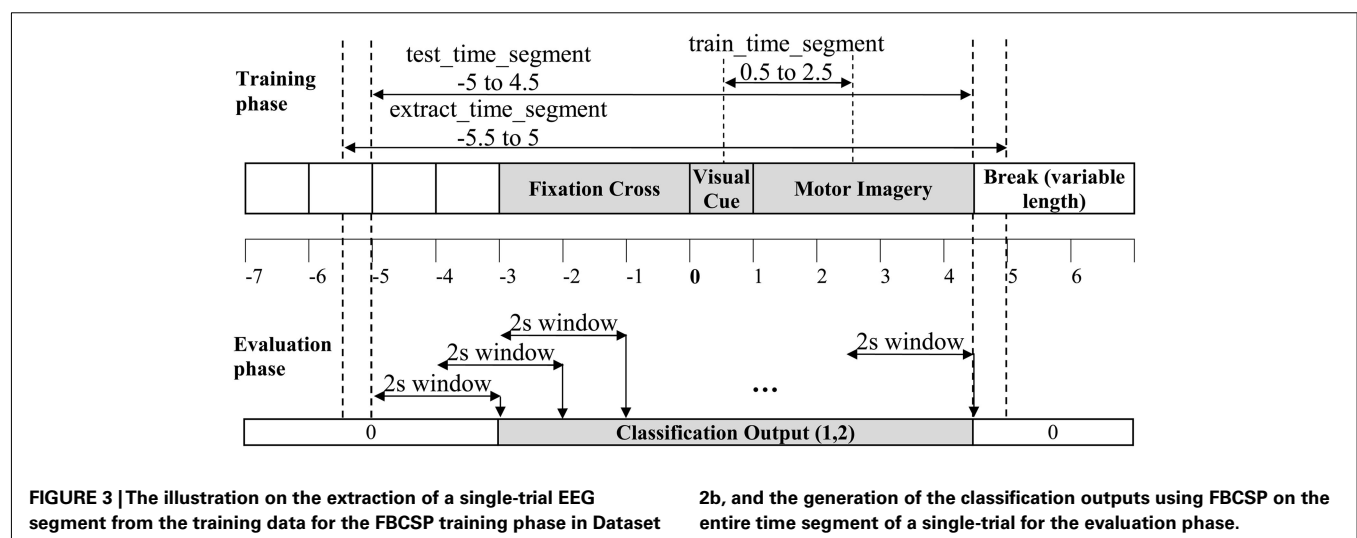 train_time_segment
0.5 to 2.5
test_time_segment
-5 to 4.5
Training
phase
extract_time_segment
-5.5 to 5
Fixation Cross
Visual
Cue
Motor Imagery
Break (variable
length)
-7 -6 -5 -4 -3 -2 -1 0 1 2 3 4 5 6
Evaluation
phase
2s window
2s window
2s window
2s window
...
0
Classification Output (1,2)
0
FIGURE 3 | The illustration on the extraction of a single-trial EEG
segment from the training data for the FBCSP training phase in Dataset
2b, and the generation of the classification outputs using FBCSP on the
entire time segment of a single-trial for the evaluation phase.